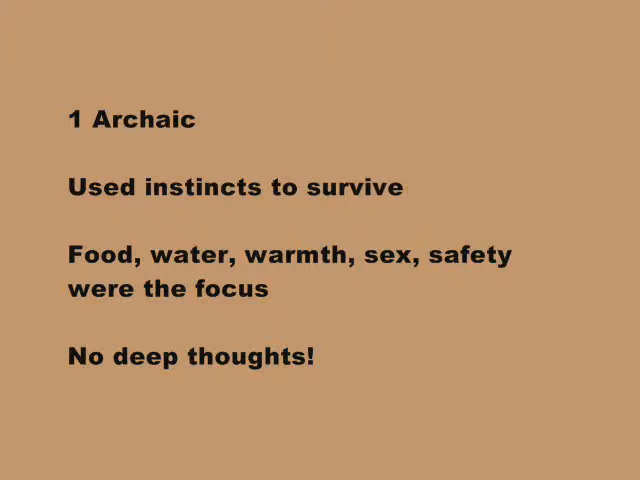 1 Archaic
Used instincts to survive
Food, water, warmth, sex, safety
were the focus
No deep thoughts!